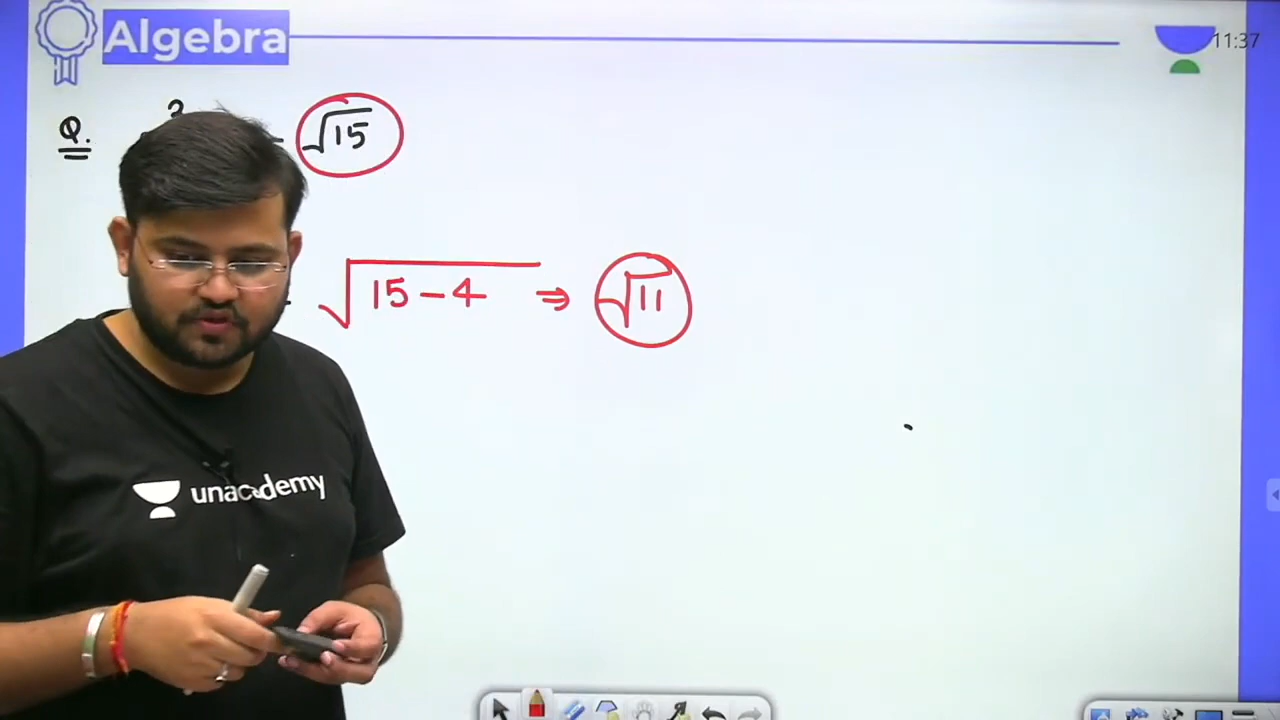 Algebra
11:37
Q. √15
√15-4 ⇒ √11
unacademy